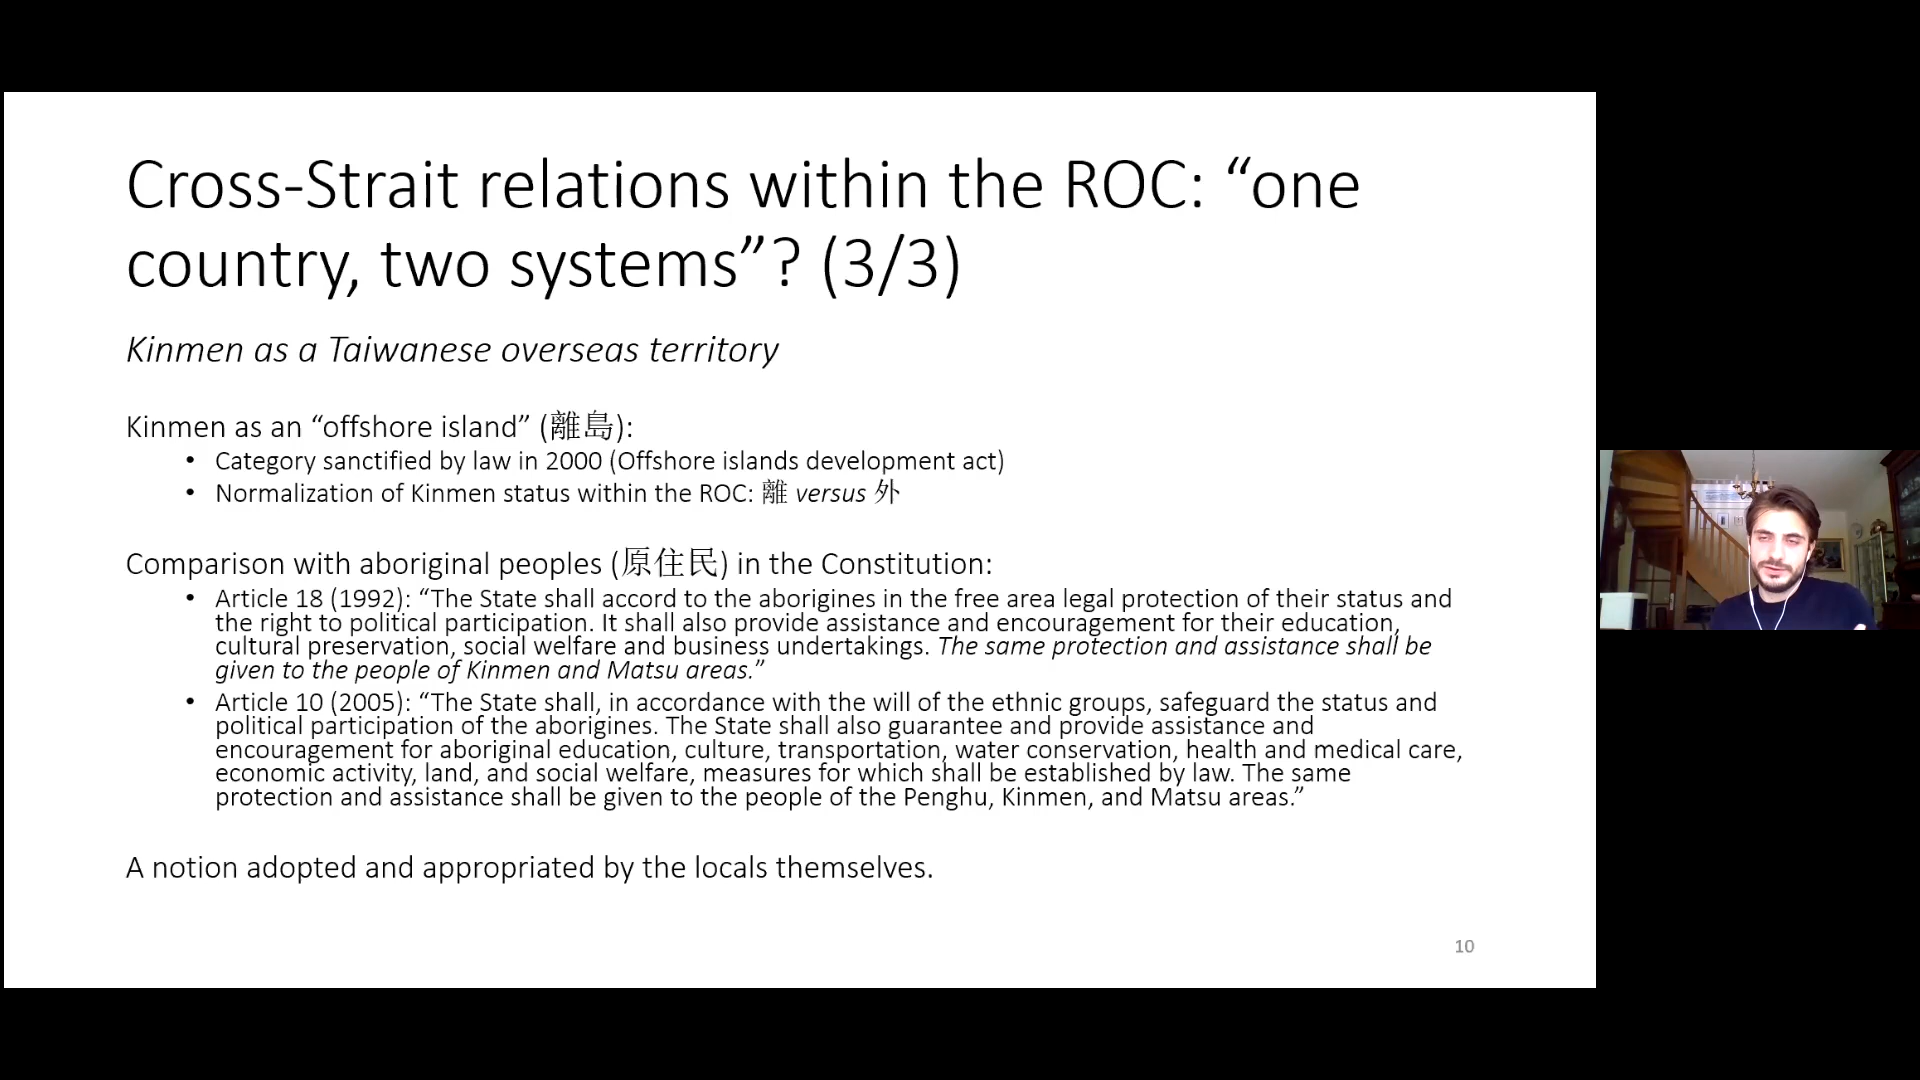 Cross-Strait relations within the ROC: “one
country, two systems”? (3/3)
Kinmen as a Taiwanese overseas territory
Kinmen as an “offshore island” (離島):
• Category sanctified by law in 2000 (Offshore islands development act)
• Normalization of Kinmen status within the ROC: 離 versus 外
Comparison with aboriginal peoples (原住民) in the Constitution:
• Article 18 (1992): “The State shall accord to the aborigines in the free area legal protection of their status and
the right to political participation. It shall also provide assistance and encouragement for their education,
cultural preservation, social welfare and business undertakings. The same protection and assistance shall be
given to the people of Kinmen and Matsu areas.”
• Article 10 (2005): “The State shall, in accordance with the will of the ethnic groups, safeguard the status and
political participation of the aborigines. The State shall also guarantee and provide assistance and
encouragement for aboriginal education, culture, transportation, water conservation, health and medical care,
economic activity, land, and social welfare, measures for which shall be established by law. The same
protection and assistance shall be given to the people of the Penghu, Kinmen, and Matsu areas.”
A notion adopted and appropriated by the locals themselves.
10